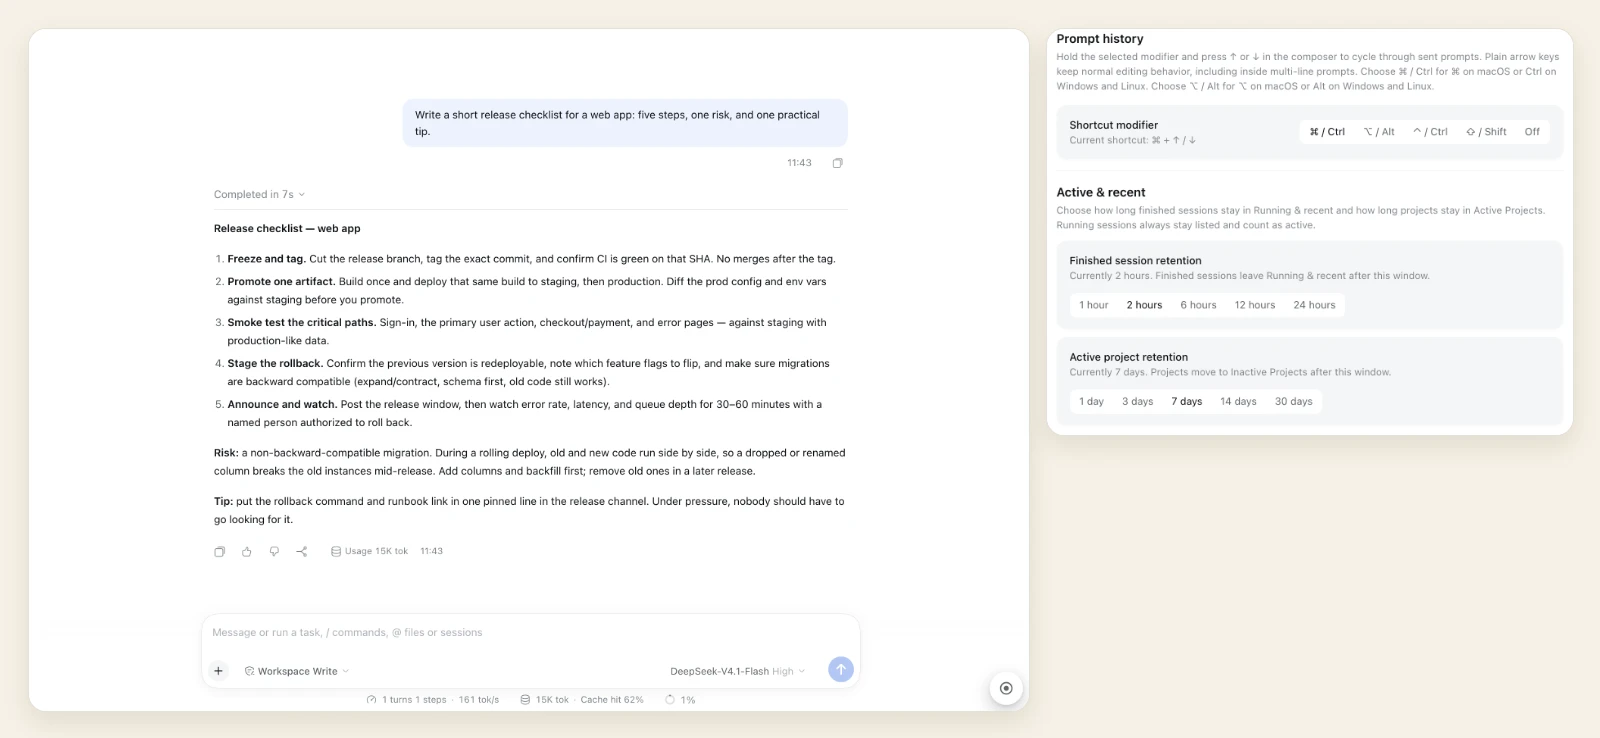 Write a short release checklist for a web app: five steps, one risk, and one practical
tip.
11:43
Completed in 7s
Release checklist — web app
1. Freeze and tag. Cut the release branch, tag the exact commit, and confirm CI is green on that SHA. No merges after the tag.
2. Promote one artifact. Build once and deploy that same build to staging, then production. Diff the prod config and env vars
against staging before you promote.
3. Smoke test the critical paths. Sign-in, the primary user action, checkout/payment, and error pages — against staging with
production-like data.
4. Stage the rollback. Confirm the previous version is redeployable, note which feature flags to flip, and make sure migrations
are backward compatible (expand/contract, schema first, old code still works).
5. Announce and watch. Post the release window, then watch error rate, latency, and queue depth for 30–60 minutes with a
named person authorized to roll back.
Risk: a non-backward-compatible migration. During a rolling deploy, old and new code run side by side, so a dropped or renamed
column breaks the old instances mid-release. Add columns and backfill first; remove old ones in a later release.
Tip: put the rollback command and runbook link in one pinned line in the release channel. Under pressure, nobody should have to
go looking for it.
Usage 15K tok 11:43
Message or run a task, / commands, @ files or sessions
Workspace Write
DeepSeek-V4.1-Flash High
1 turns 1 steps · 161 tok/s 15K tok · Cache hit 62% 1%
Prompt history
Hold the selected modifier and press ↑ or ↓ in the composer to cycle through sent prompts. Plain arrow keys
keep normal editing behavior, including inside multi-line prompts. Choose ⌘ / Ctrl for ⌘ on macOS or Ctrl on
Windows and Linux. Choose ⌥ / Alt for ⌥ on macOS or Alt on Windows and Linux.
Shortcut modifier
Current shortcut: ⌘ + ↑ / ↓
⌘ / Ctrl ⌥ / Alt ^ / Ctrl ⇧ / Shift Off
Active & recent
Choose how long finished sessions stay in Running & recent and how long projects stay in Active Projects.
Running sessions always stay listed and count as active.
Finished session retention
Currently 2 hours. Finished sessions leave Running & recent after this window.
1 hour 2 hours 6 hours 12 hours 24 hours
Active project retention
Currently 7 days. Projects move to Inactive Projects after this window.
1 day 3 days 7 days 14 days 30 days